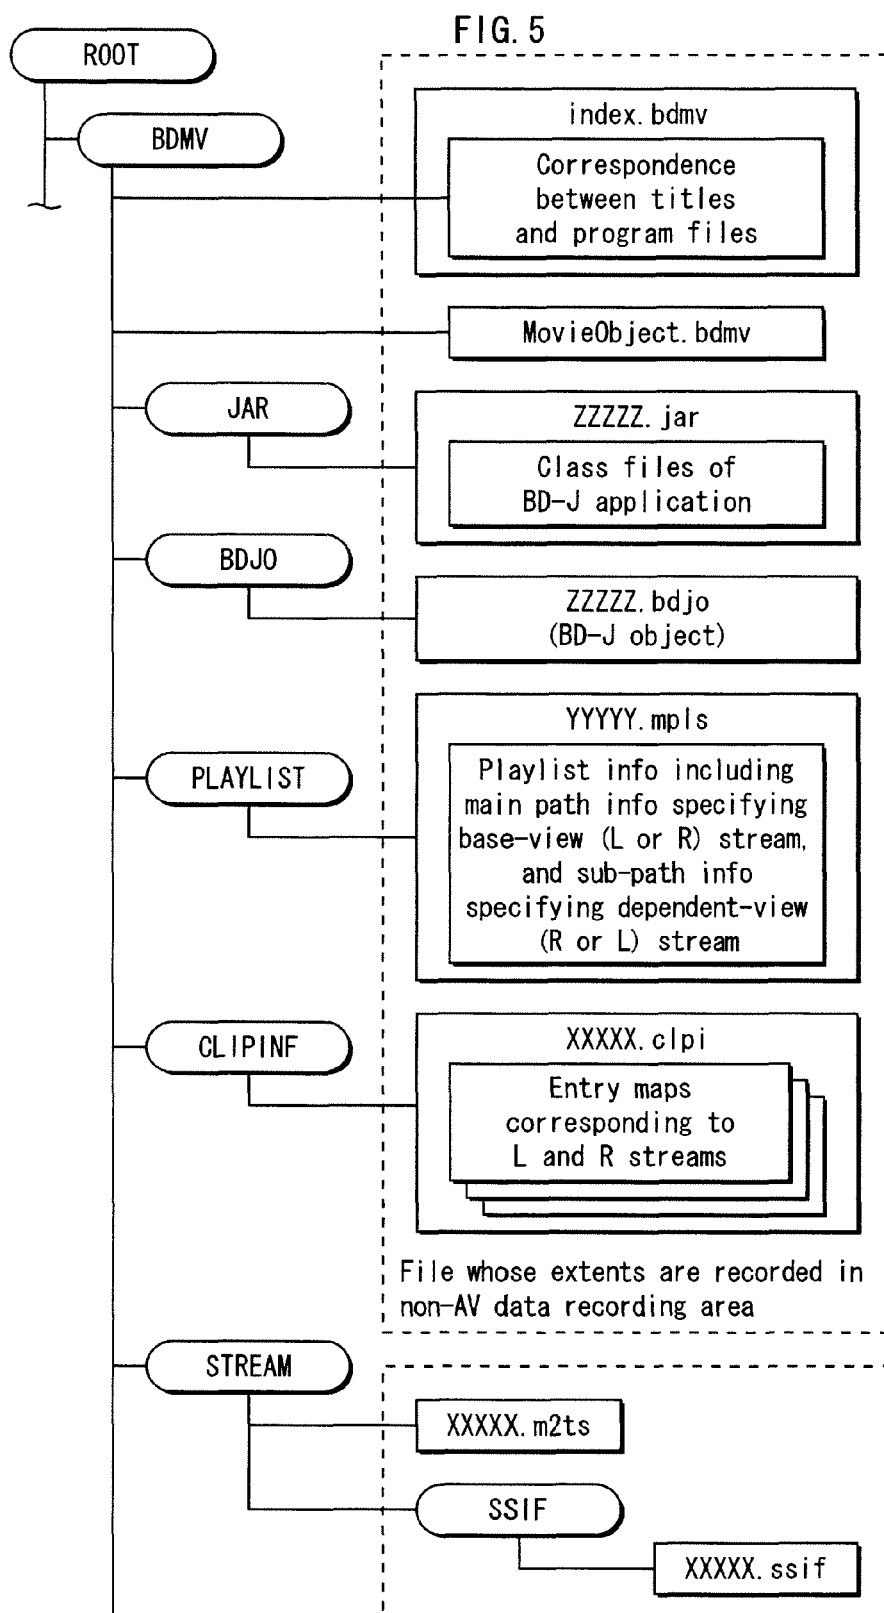 FIG. 5
ROOT
BDMV
index.bdmv
Correspondence
between titles
and program files
MovieObject.bdmv
JAR
ZZZZZ.jar
Class files of
BD-J application
BDJO
ZZZZZ.bdjo
(BD-J object)
PLAYLIST
YYYYY.mpls
Playlist info including
main path info specifying
base-view (L or R) stream,
and sub-path info
specifying dependent-view
(R or L) stream
CLIPINF
XXXXX.clpi
Entry maps
corresponding to
L and R streams
File whose extents are recorded in
non-AV data recording area
STREAM
XXXXX.m2ts
SSIF
XXXXX.ssif